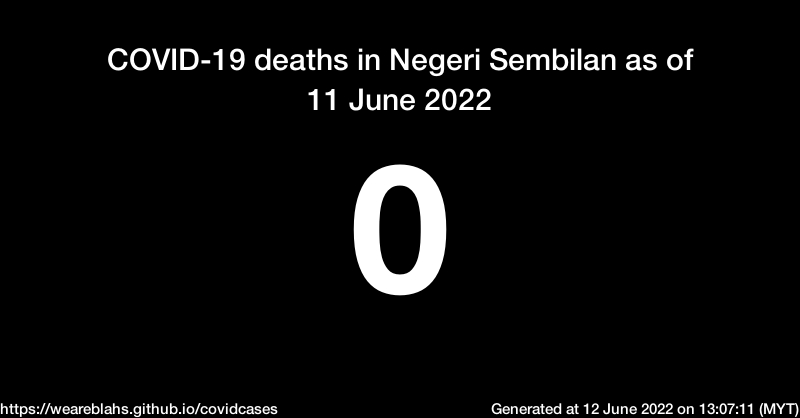 COVID-19 deaths in Negeri Sembilan as of
11 June 2022
0
https://weareblahs.github.io/covidcases
Generated at 12 June 2022 on 13:07:11 (MYT)